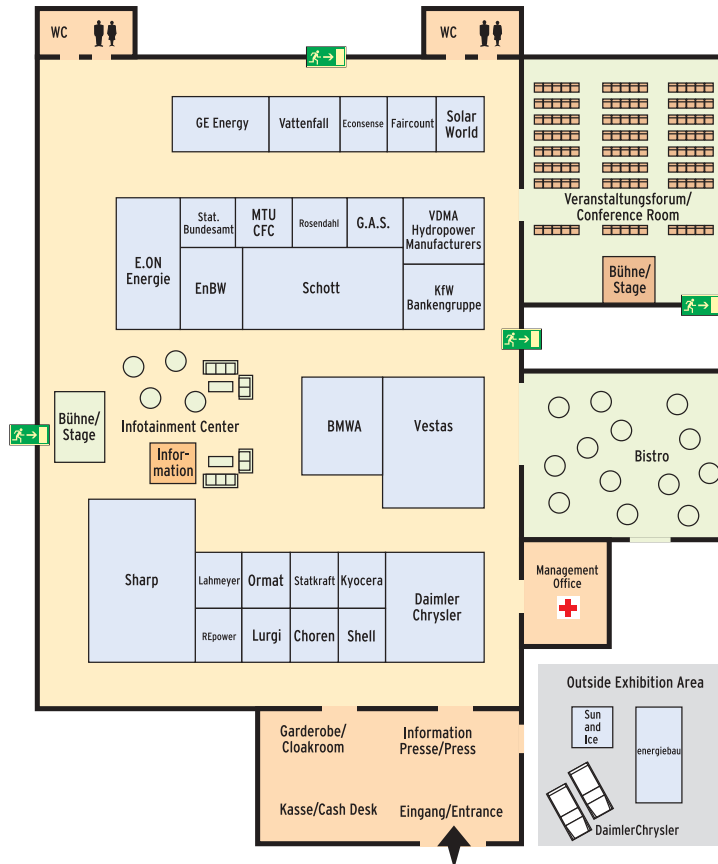 WC
WC
GE Energy
Vattenfall
Econsense
Faircount
Solar
World
Veranstaltungsforum/
Conference Room
Bühne/
Stage
E.ON
Energie
Stat.
Bundesamt
MTU
CFC
Rosendahl
G.A.S.
VDMA
Hydropower
Manufacturers
EnBW
Schott
KfW
Bankengruppe
Bühne/
Stage
Infotainment Center
Infor-
mation
BMWA
Vestas
Bistro
Sharp
Lahmeyer
Ormat
Statkraft
Kyocera
Daimler
Chrysler
REpower
Lurgi
Choren
Shell
Management
Office
Outside Exhibition Area
Sun
and
Ice
energiebau
DaimlerChrysler
Garderobe/
Cloakroom
Information
Presse/Press
Kasse/Cash Desk
Eingang/Entrance